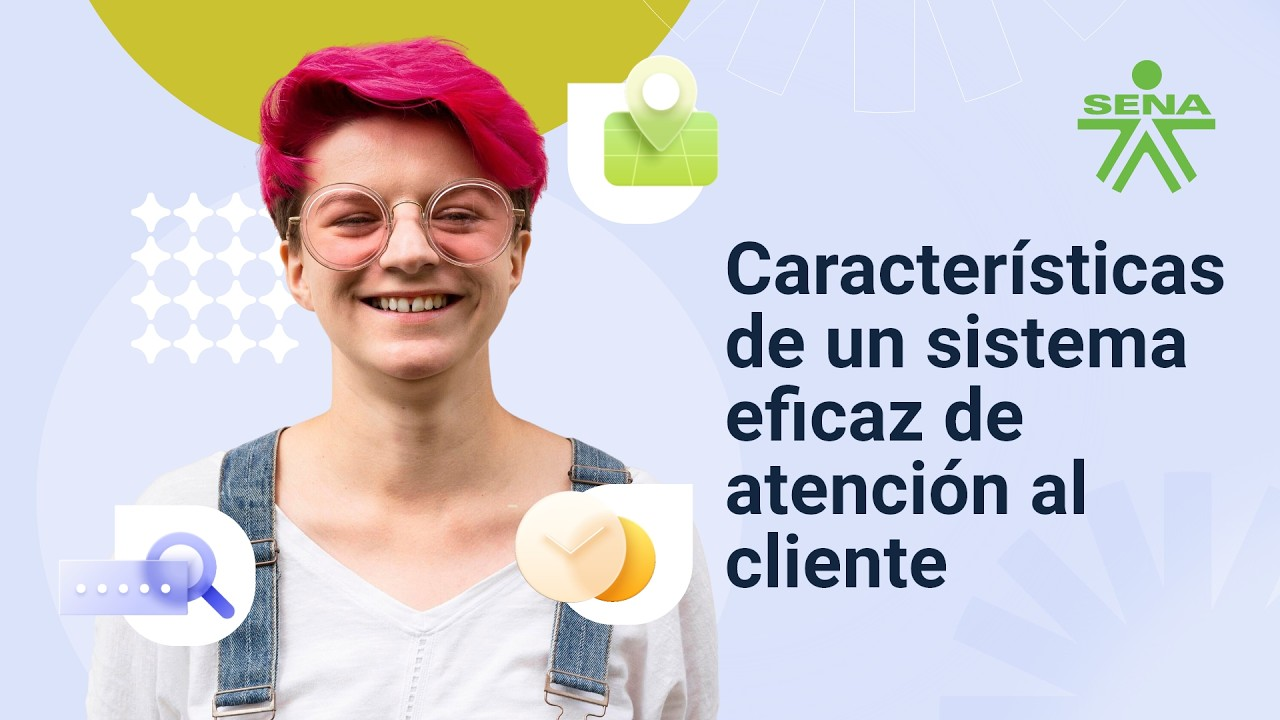 SENA
Características
de un sistema
eficaz de
atención al
cliente